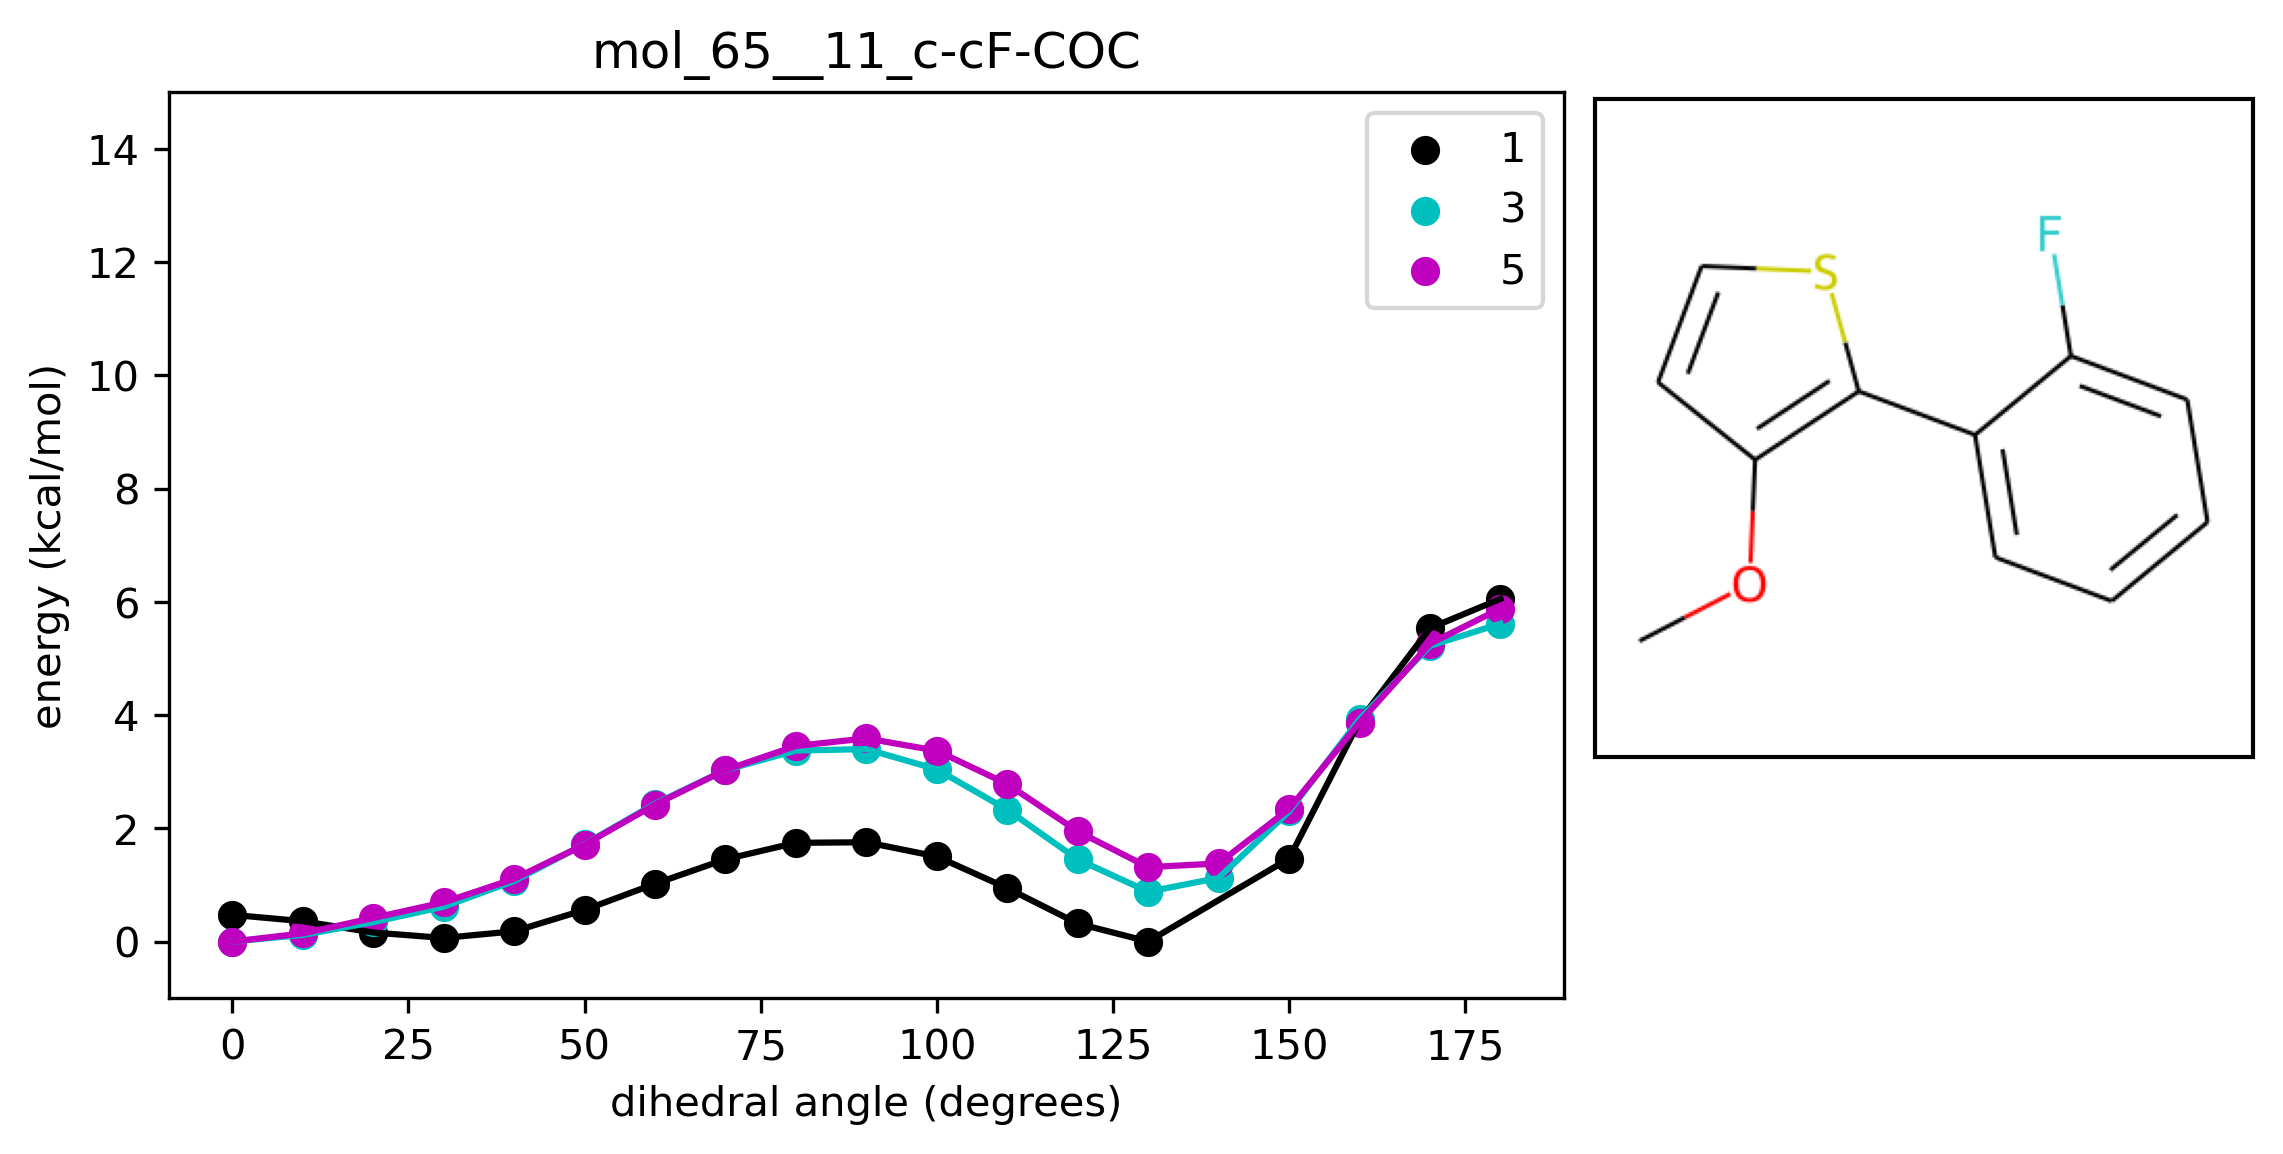 mol_65__11_c-cF-COC
energy (kcal/mol)
14
12
10
8
6
4
2
0
1
3
5
0 25 50 75 100 125 150 175
dihedral angle (degrees)
F
S
O